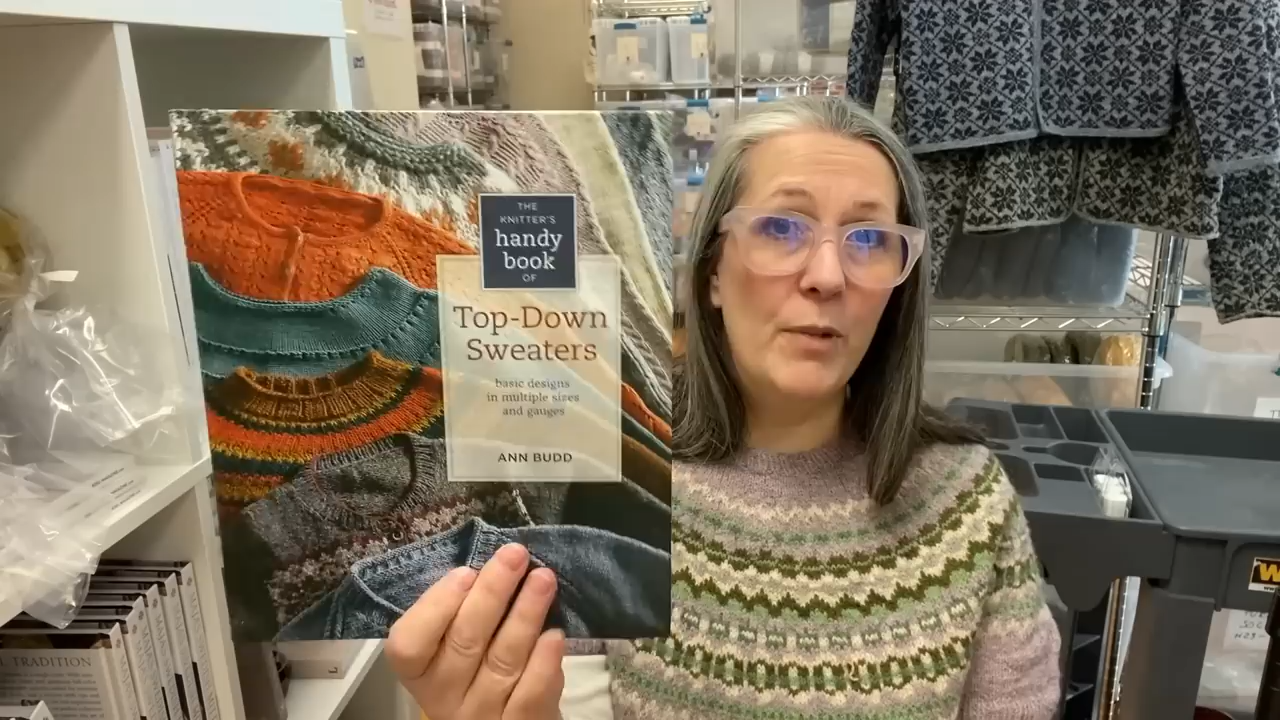 THE
KNITTER'S
handy
book
OF
Top-Down
Sweaters
basic designs
in multiple sizes
and gauges
ANN BUDD
L TRADITION
W